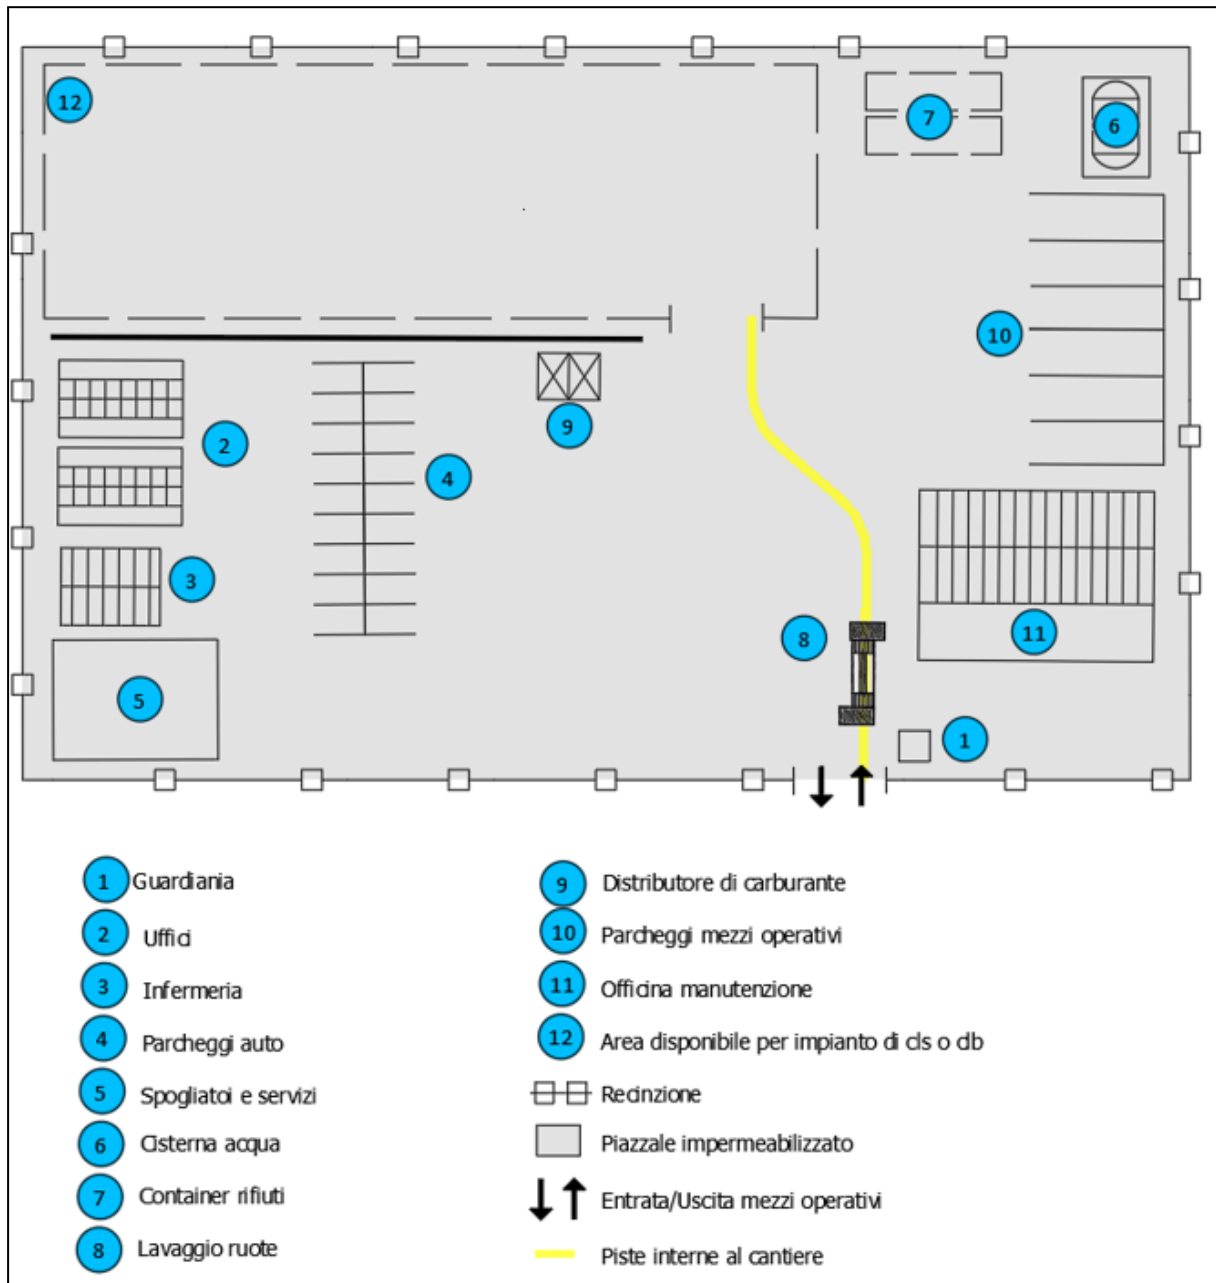 12
7
6
10
2
9
4
3
8
11
5
1
1 Guardiania
2 Uffici
3 Infermeria
4 Parcheggi auto
5 Spogliatoi e servizi
6 Cisterna acqua
7 Container rifiuti
8 Lavaggio ruote
9 Distributore di carburante
10 Parcheggi mezzi operativi
11 Officina manutenzione
12 Area disponibile per impianto di cls o clb
Recinzione
Piazzale impermeabilizzato
Entrata/Uscita mezzi operativi
Piste interne al cantiere